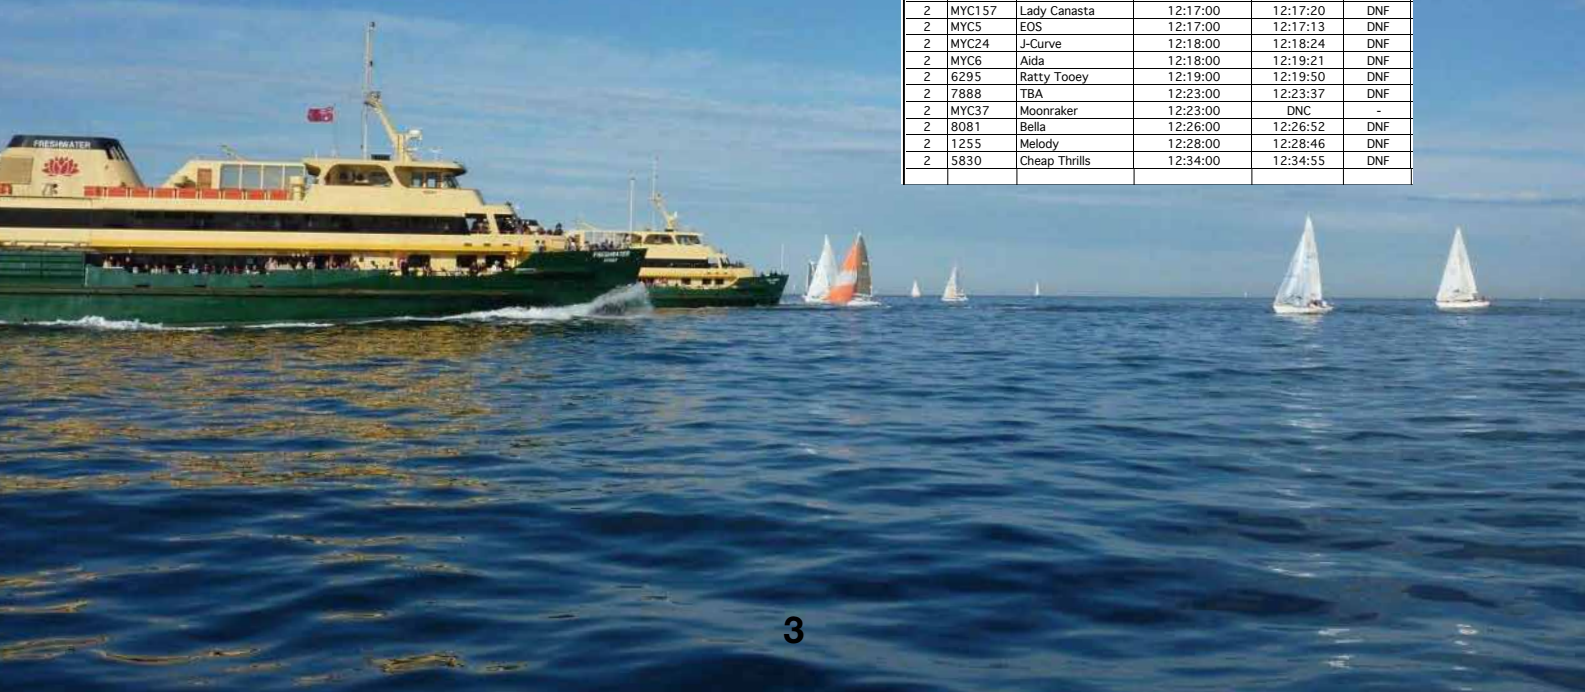 2 MYC157 Lady Canasta 12:17:00 12:17:20 DNF
2 MYC5 EOS 12:17:00 12:17:13 DNF
2 MYC24 J-Curve 12:18:00 12:18:24 DNF
2 MYC6 Aida 12:18:00 12:19:21 DNF
2 6295 Ratty Tooey 12:19:00 12:19:50 DNF
2 7888 TBA 12:23:00 12:23:37 DNF
2 MYC37 Moonraker 12:23:00 DNC -
2 8081 Bella 12:26:00 12:26:52 DNF
2 1255 Melody 12:28:00 12:28:46 DNF
2 5830 Cheap Thrills 12:34:00 12:34:55 DNF
FRESHWATER
FRESHWATER
3